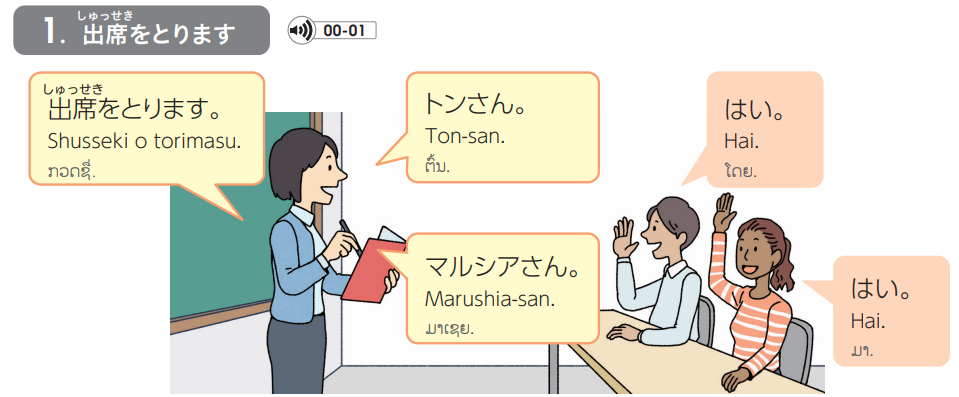 しゅっせき
1. 出席をとります
00-01
しゅっせき
出席をとります。
Shusseki o torimasu.
ກວດຊື່.
トンさん。
Ton-san.
ຕົ້ນ.
はい。
Hai.
ໂດຍ.
マルシアさん。
Marushia-san.
ມາເຊຍ.
はい。
Hai.
ມາ.